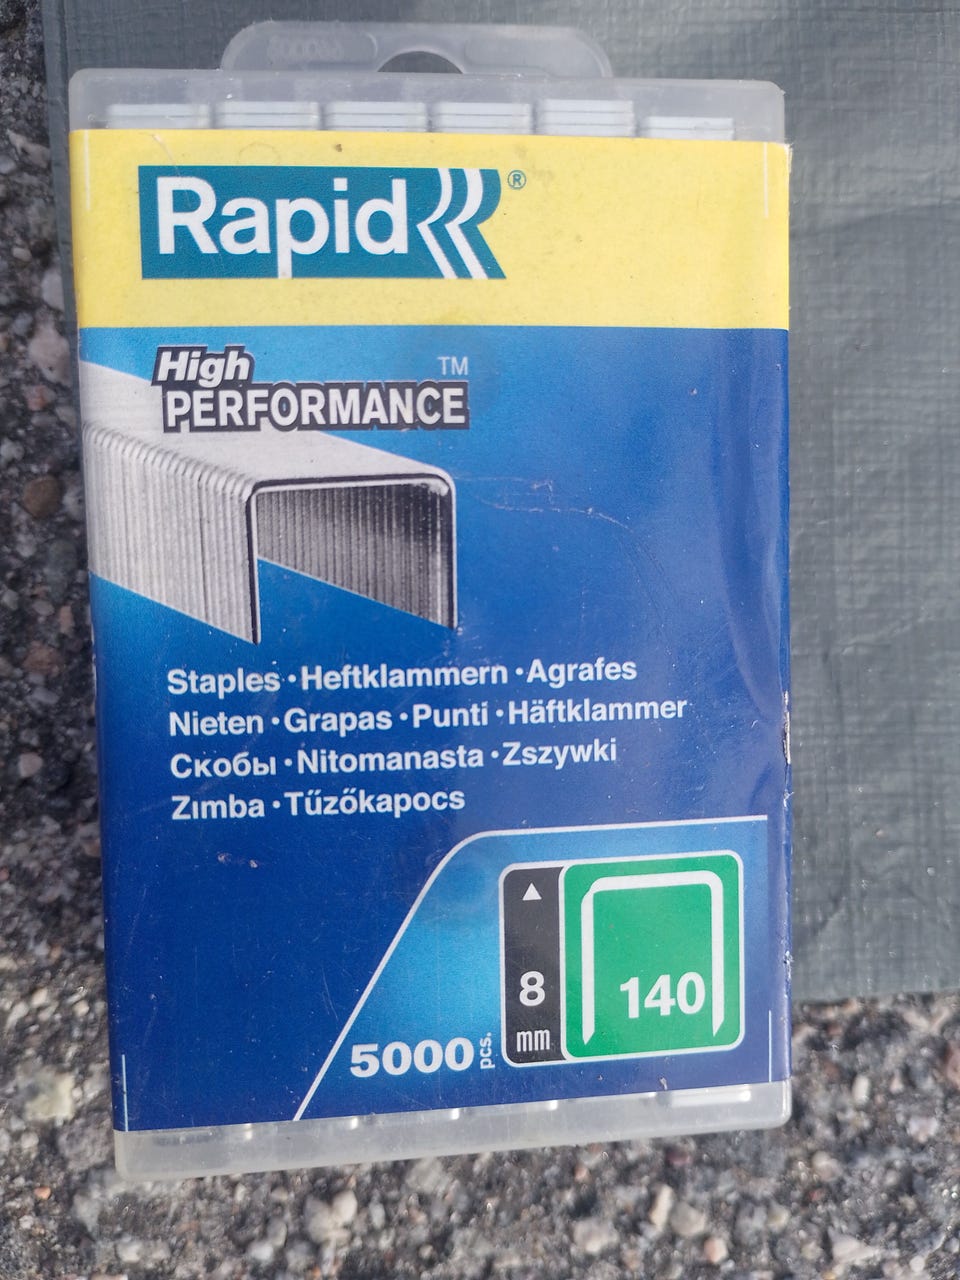 Rapid®
High TM
PERFORMANCE
Staples · Heftklammern · Agrafes
Nieten · Grapas · Punti · Häftklammer
Скобы · Nitomanasta · Zszywki
Zımba · Tűzőkapocs
8
mm
140
5000 pcs.